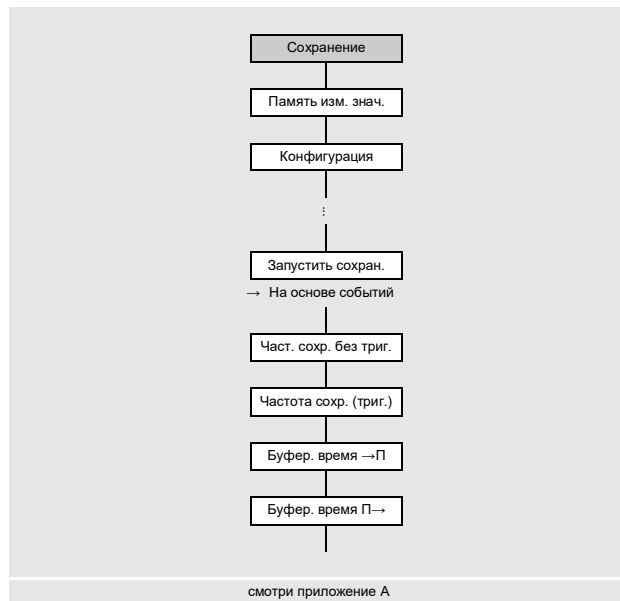 Сохранение
Память изм. знач.
Конфигурация
⋮
Запустить сохран.
→ На основе событий
Част. сохр. без триг.
Частота сохр. (триг.)
Буфер. время →П
Буфер. время П→
смотри приложение А